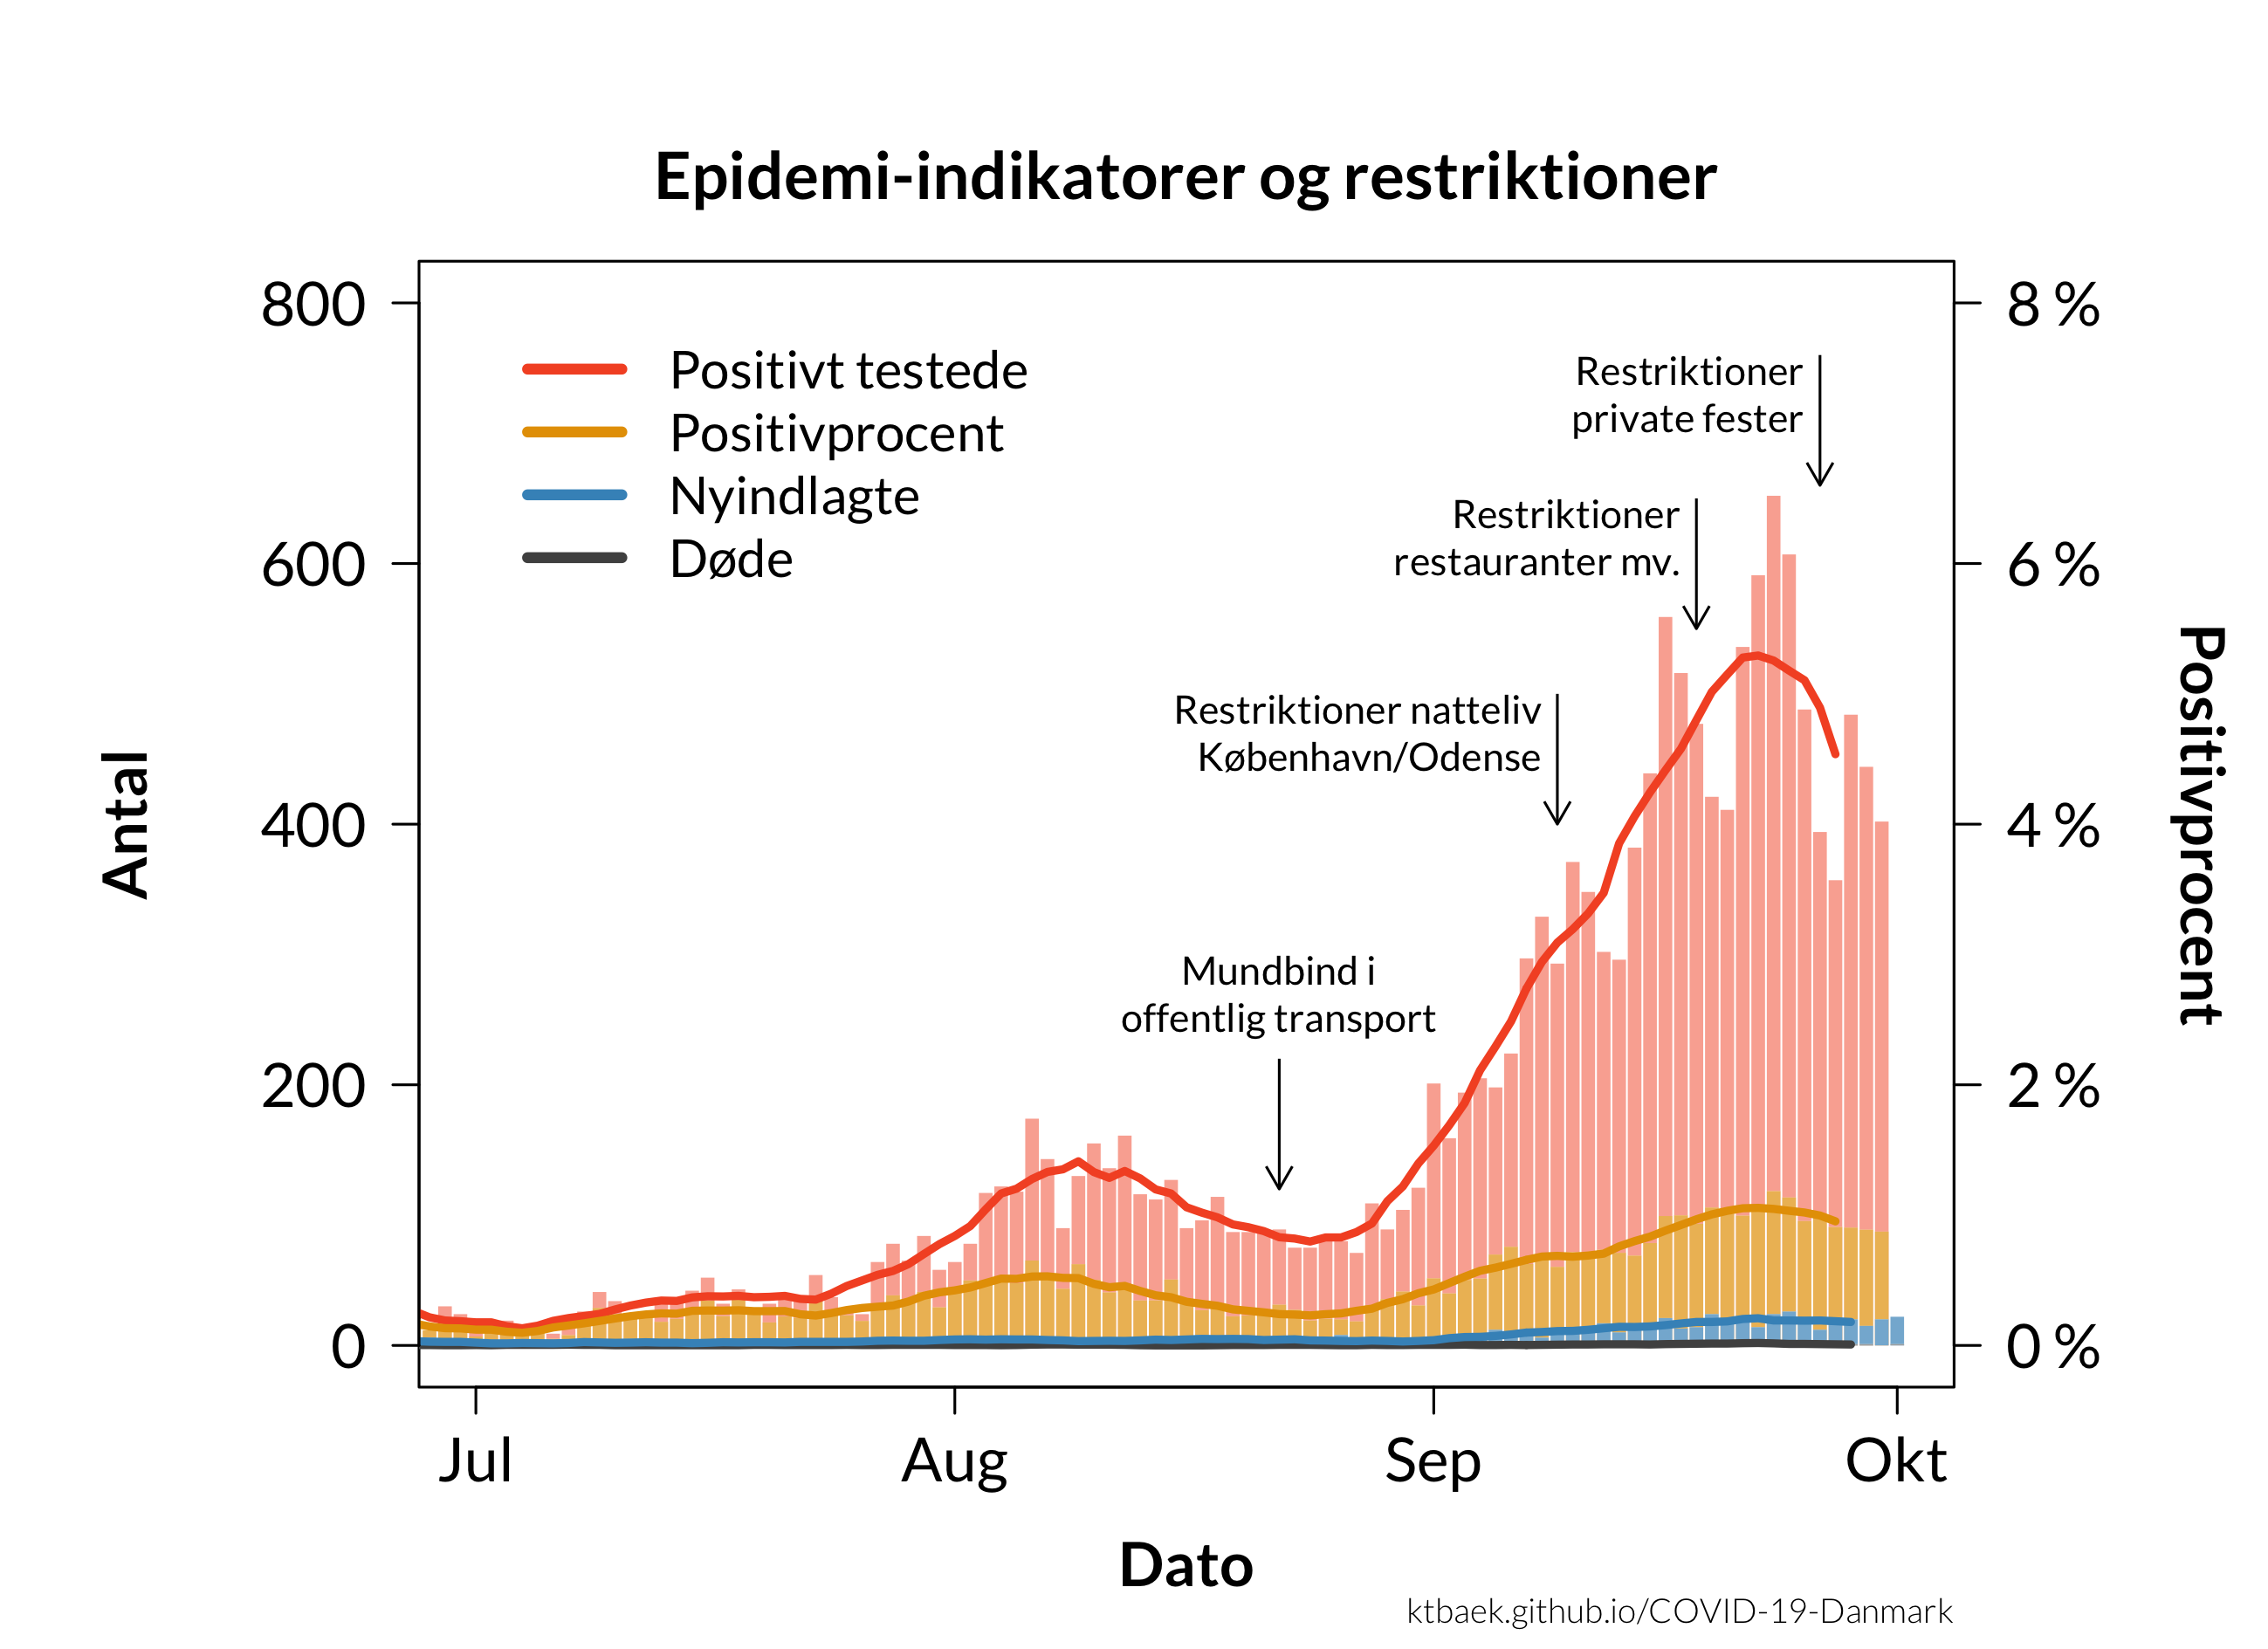 Epidemi-indikatorer og restriktioner
800
600
400
200
0
8 %
6 %
4 %
2 %
0 %
Antal
Positivprocent
Positivt testede
Positivprocent
Nyindlagte
Døde
Restriktioner
private fester
Restriktioner
restauranter mv.
Restriktioner natteliv
København/Odense
Mundbind i
offentlig transport
Jul
Aug
Sep
Okt
Dato
ktbaek.github.io/COVID-19-Danmark